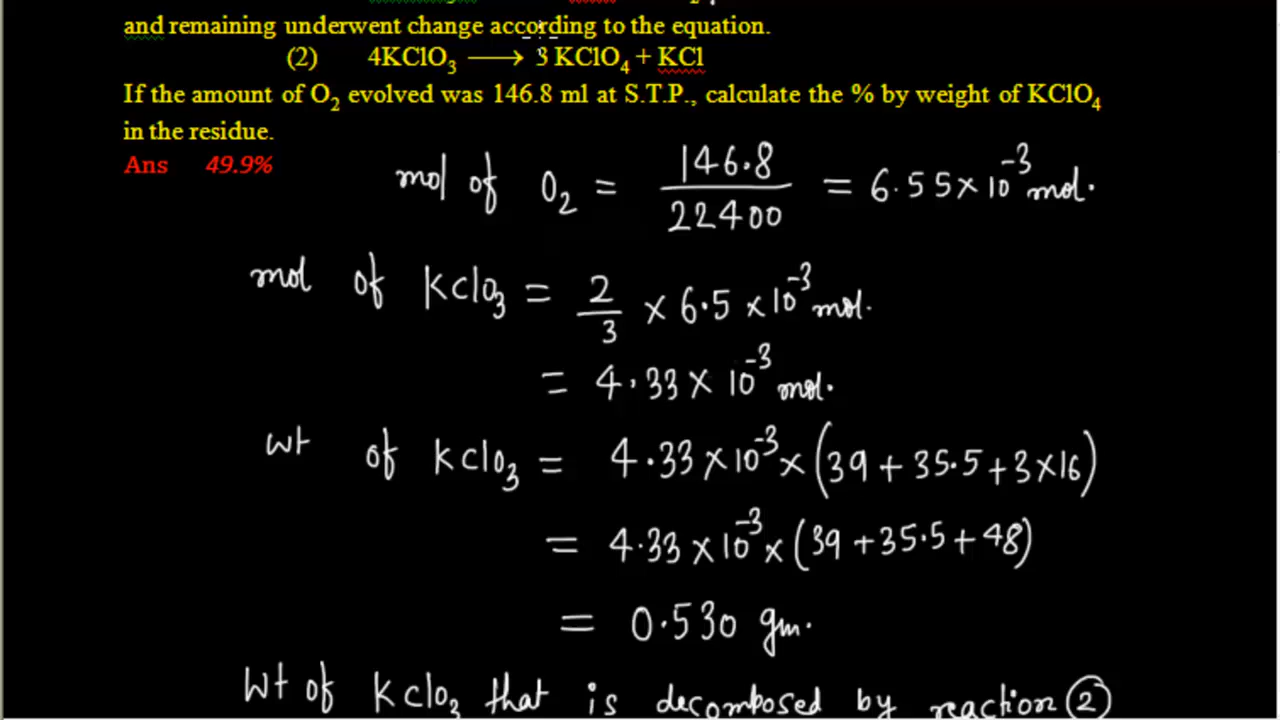 and remaining underwent change according to the equation.
(2) 4KClO₃ ⟶ 3 KClO₄ + KCl
If the amount of O₂ evolved was 146.8 ml at S.T.P., calculate the % by weight of KClO₄
in the residue.
Ans 49.9%
mol of O₂ = 146.8 / 22400 = 6.55 × 10⁻³ mol.
mol of KClO₃ = 2/3 × 6.5 × 10⁻³ mol.
= 4.33 × 10⁻³ mol.
wt of KClO₃ = 4.33 × 10⁻³ × (39 + 35.5 + 3×16)
= 4.33 × 10⁻³ × (39 + 35.5 + 48)
= 0.530 gm.
Wt of KClO₃ that is decomposed by reaction (2)